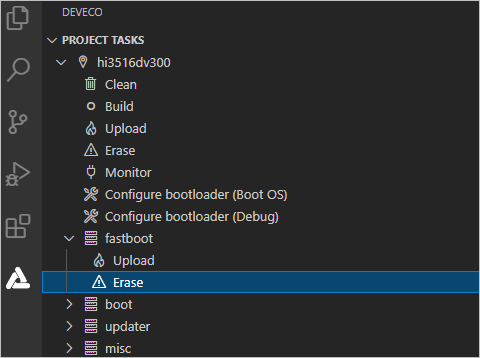 DEVECO
PROJECT TASKS
hi3516dv300
Clean
Build
Upload
Erase
Monitor
Configure bootloader (Boot OS)
Configure bootloader (Debug)
fastboot
Upload
Erase
boot
updater
misc